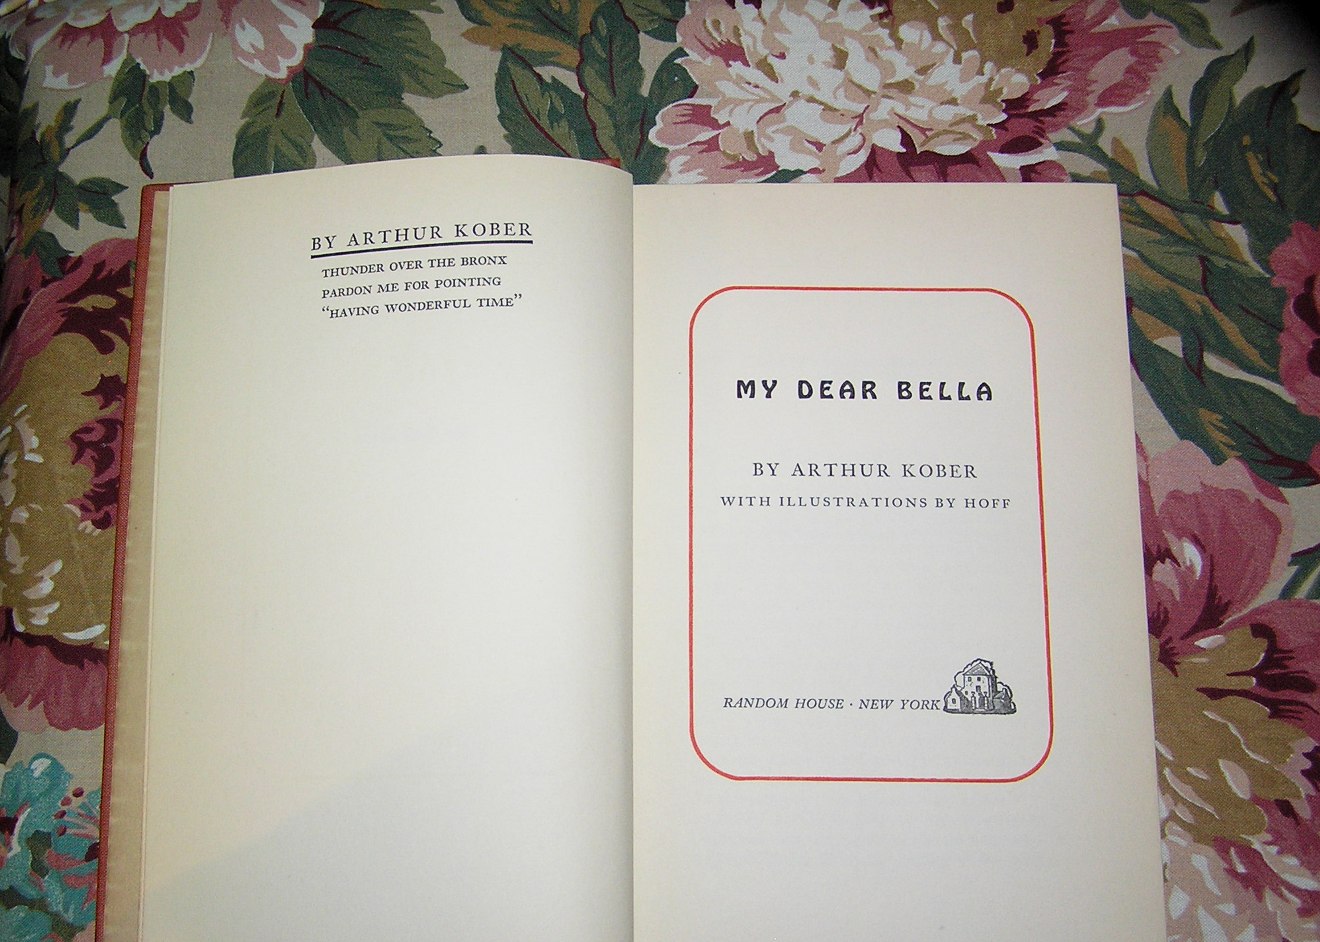 BY ARTHUR KOBER
THUNDER OVER THE BRONX
PARDON ME FOR POINTING
“HAVING WONDERFUL TIME”
MY DEAR BELLA
BY ARTHUR KOBER
WITH ILLUSTRATIONS BY HOFF
RANDOM HOUSE · NEW YORK